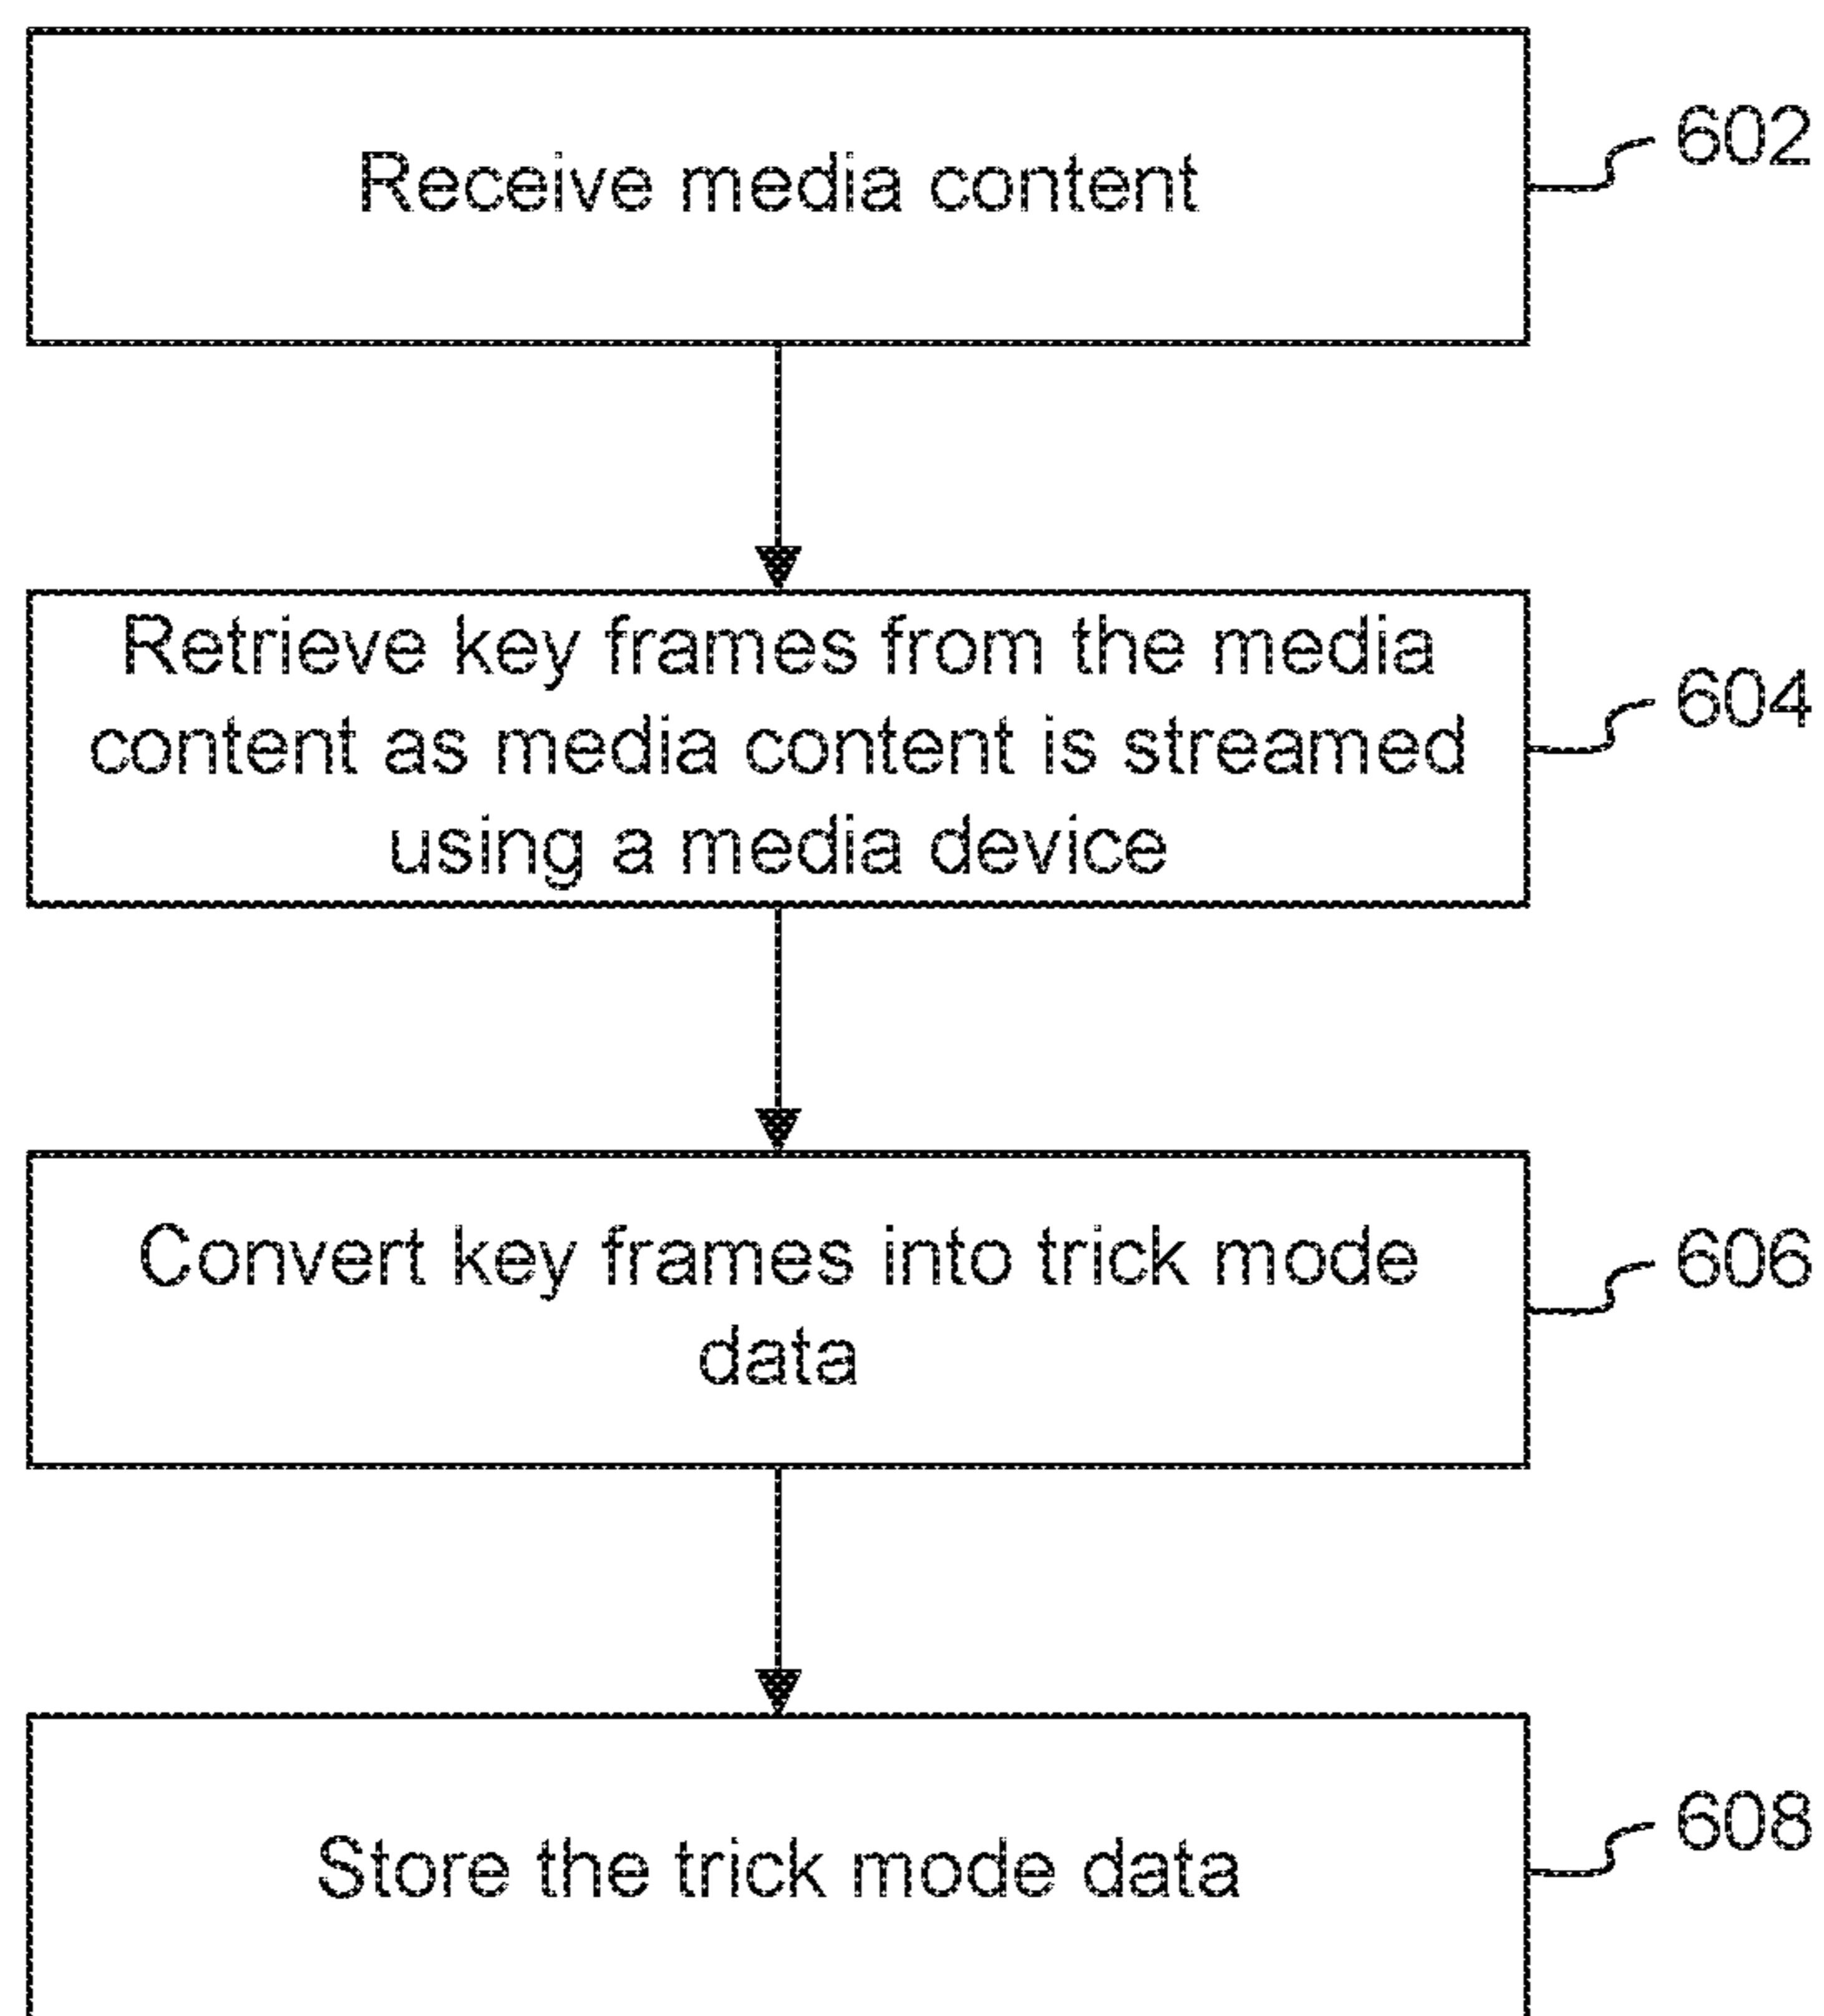 Receive media content
602
Retrieve key frames from the media
content as media content is streamed
using a media device
604
Convert key frames into trick mode
data
606
Store the trick mode data
608